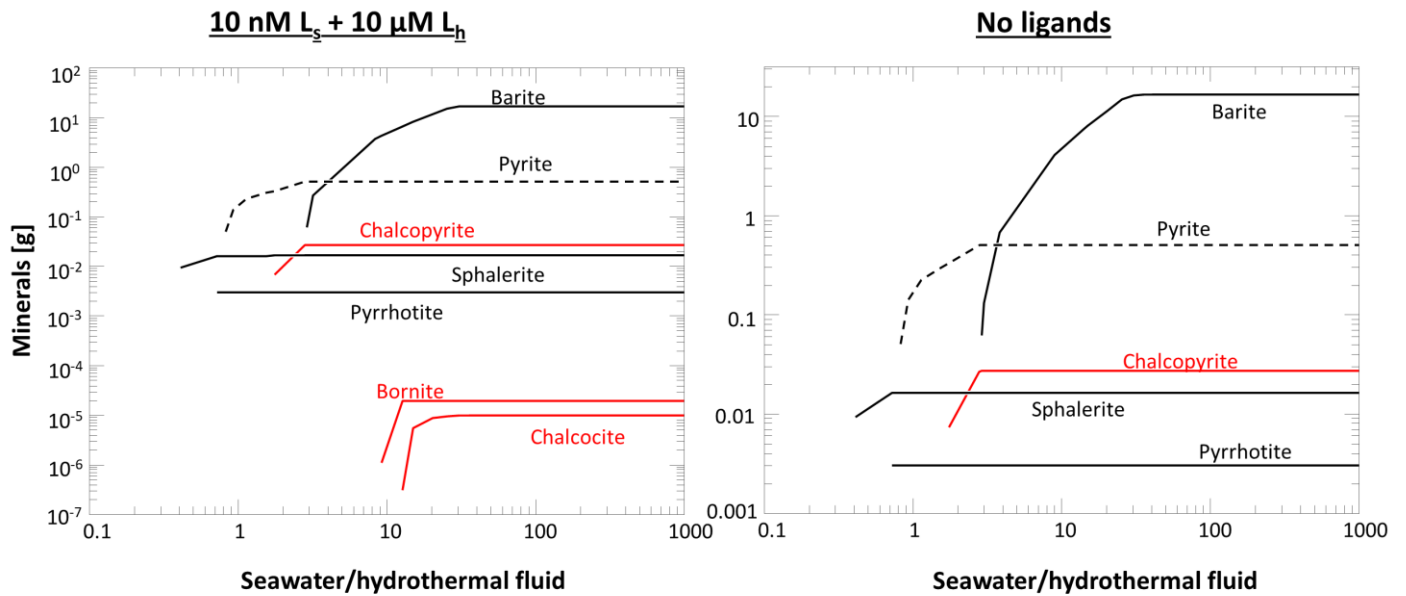 10 nM Ls + 10 µM Lh
Minerals [g]
10²
10¹
10⁰
10⁻¹
10⁻²
10⁻³
10⁻⁴
10⁻⁵
10⁻⁶
10⁻⁷
Barite
Pyrite
Chalcopyrite
Sphalerite
Pyrrhotite
Bornite
Chalcocite
0.1
1
10
100
1000
Seawater/hydrothermal fluid
No ligands
10
1
0.1
0.01
0.001
Barite
Pyrite
Chalcopyrite
Sphalerite
Pyrrhotite
0.1
1
10
100
1000
Seawater/hydrothermal fluid